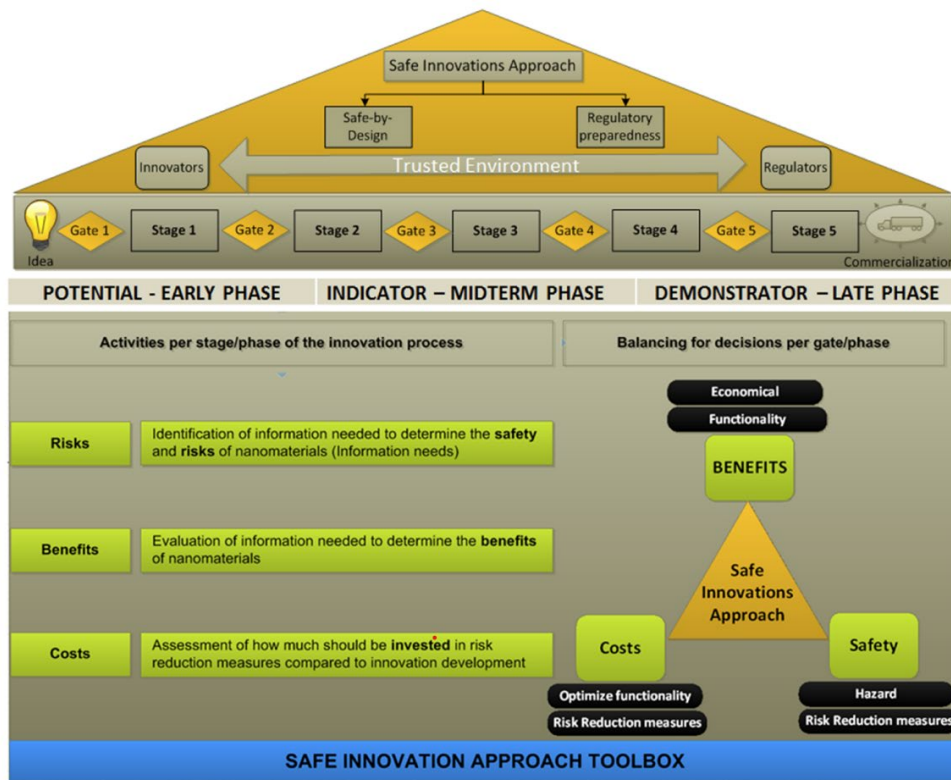 Safe Innovations Approach
Safe-by-
Design
Regulatory
preparedness
Innovators
Trusted Environment
Regulators
Gate 1
Stage 1
Gate 2
Stage 2
Gate 3
Stage 3
Gate 4
Stage 4
Gate 5
Stage 5
Idea
Commercialization
POTENTIAL - EARLY PHASE
INDICATOR – MIDTERM PHASE
DEMONSTRATOR – LATE PHASE
Activities per stage/phase of the innovation process
Balancing for decisions per gate/phase
Risks
Identification of information needed to determine the safety
and risks of nanomaterials (Information needs)
Benefits
Evaluation of information needed to determine the benefits
of nanomaterials
Costs
Assessment of how much should be invested in risk
reduction measures compared to innovation development
Economical
Functionality
BENEFITS
Safe
Innovations
Approach
Costs
Optimize functionality
Risk Reduction measures
Safety
Hazard
Risk Reduction measures
SAFE INNOVATION APPROACH TOOLBOX